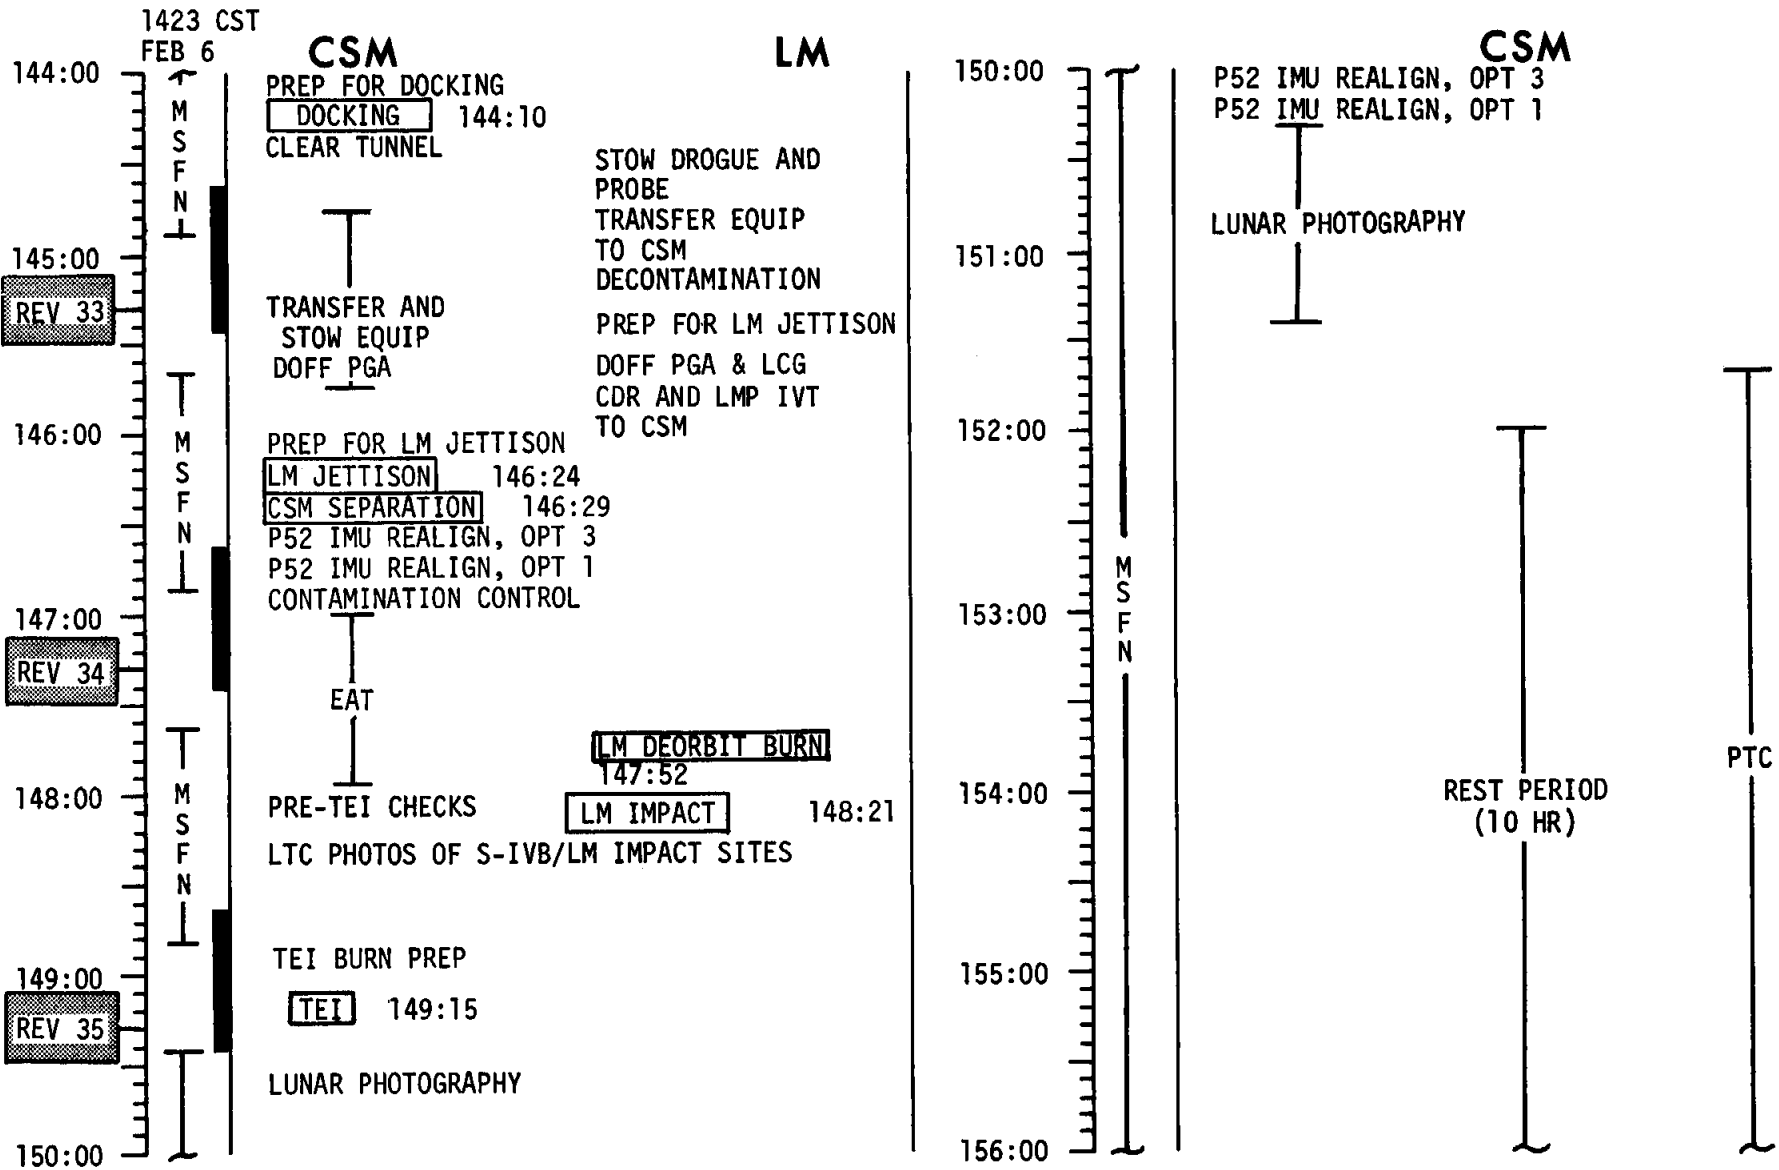 1423 CST
FEB 6
CSM
LM
144:00
PREP FOR DOCKING
DOCKING 144:10
CLEAR TUNNEL
MSFN
STOW DROGUE AND
PROBE
TRANSFER EQUIP
TO CSM
DECONTAMINATION
145:00
REV 33
TRANSFER AND
STOW EQUIP
DOFF PGA
PREP FOR LM JETTISON
DOFF PGA & LCG
CDR AND LMP IVT
TO CSM
146:00
MSFN
PREP FOR LM JETTISON
LM JETTISON 146:24
CSM SEPARATION 146:29
P52 IMU REALIGN, OPT 3
P52 IMU REALIGN, OPT 1
CONTAMINATION CONTROL
147:00
REV 34
EAT
LM DEORBIT BURN
147:52
148:00
MSFN
PRE-TEI CHECKS
LM IMPACT 148:21
LTC PHOTOS OF S-IVB/LM IMPACT SITES
TEI BURN PREP
149:00
REV 35
TEI 149:15
LUNAR PHOTOGRAPHY
150:00
CSM
150:00
P52 IMU REALIGN, OPT 3
P52 IMU REALIGN, OPT 1
LUNAR PHOTOGRAPHY
151:00
152:00
MSFN
153:00
PTC
154:00
REST PERIOD
(10 HR)
155:00
156:00